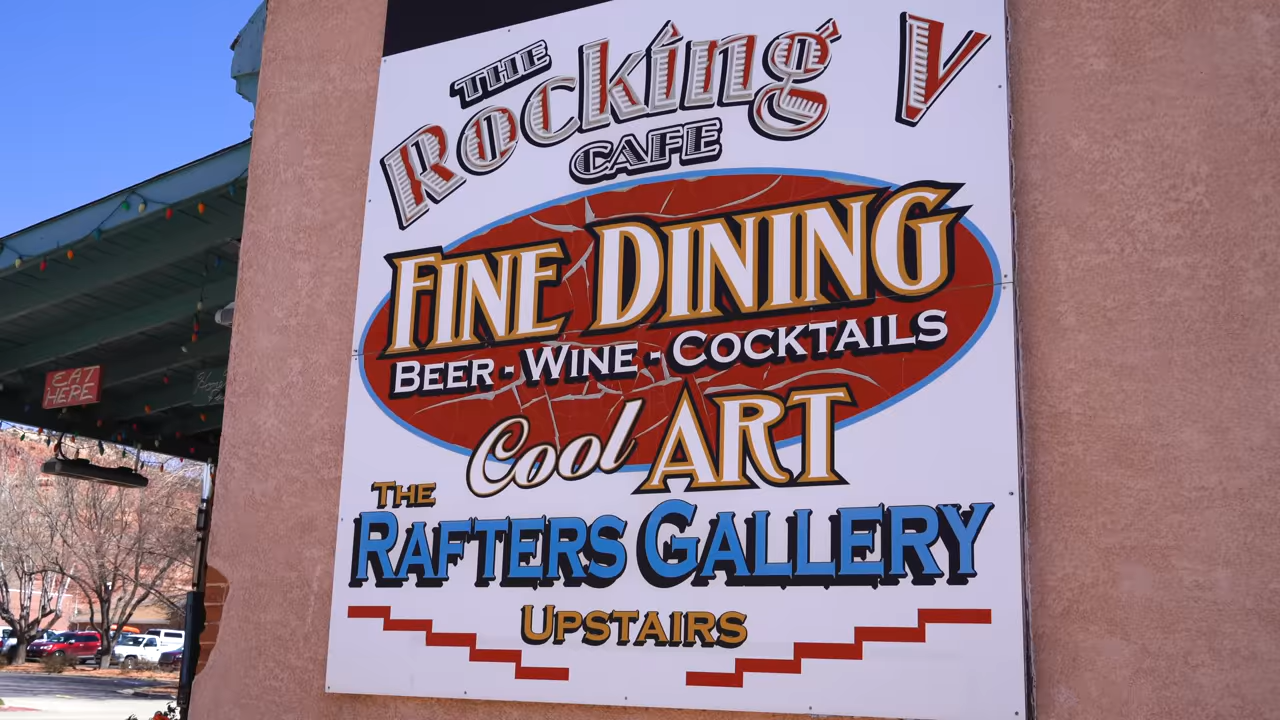 THE
Rocking V
CAFE
FINE DINING
BEER - WINE - COCKTAILS
Cool ART
THE
RAFTERS GALLERY
UPSTAIRS
EAT
HERE